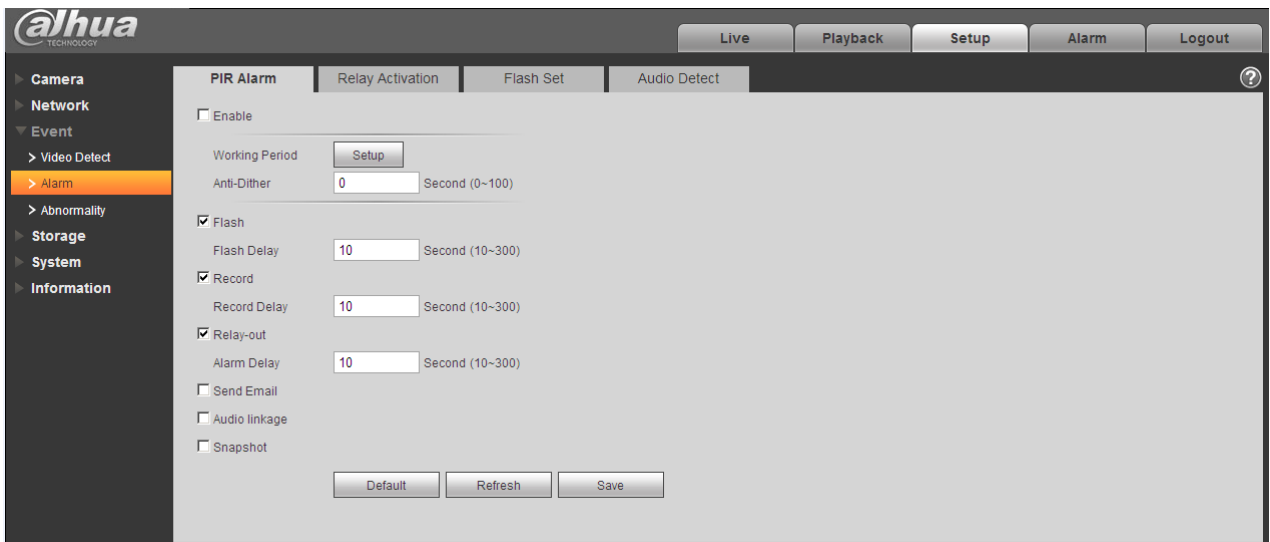 alhua
TECHNOLOGY
Live Playback Setup Alarm Logout
Camera
Network
Event
> Video Detect
> Alarm
> Abnormality
Storage
System
Information
PIR Alarm Relay Activation Flash Set Audio Detect ?
Enable
Working Period Setup
Anti-Dither 0 Second (0~100)
Flash
Flash Delay 10 Second (10~300)
Record
Record Delay 10 Second (10~300)
Relay-out
Alarm Delay 10 Second (10~300)
Send Email
Audio linkage
Snapshot
Default Refresh Save